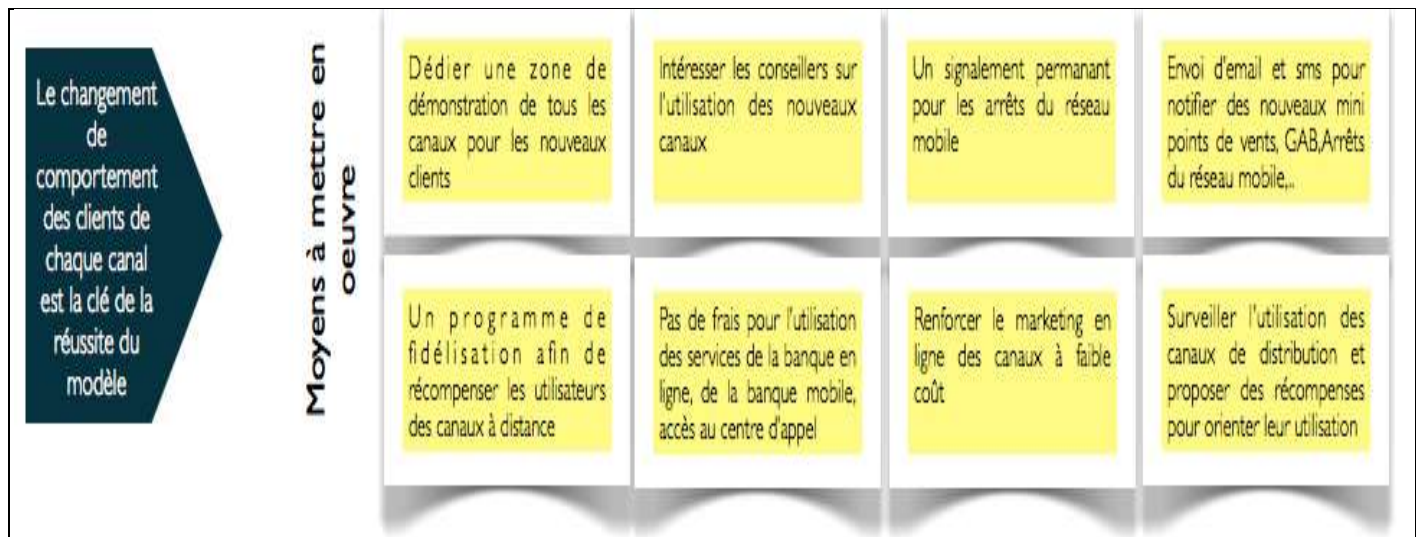 Le changement
de
comportement
des clients de
chaque canal
est la clé de la
réussite du
modèle
Moyens à mettre en
oeuvre
Dédier une zone de
démonstration de tous les
canaux pour les nouveaux
clients
Intéresser les conseillers sur
l'utilisation des nouveaux
canaux
Un signalement permanant
pour les arrêts du réseau
mobile
Envoi d'email et sms pour
notifier des nouveaux mini
points de vents, GAB,Arrêts
du réseau mobile,..
Un programme de
fidélisation afin de
récompenser les utilisateurs
des canaux à distance
Pas de frais pour l'utilisation
des services de la banque en
ligne, de la banque mobile,
accès au centre d'appel
Renforcer le marketing en
ligne des canaux à faible
coût
Surveiller l'utilisation des
canaux de distribution et
proposer des récompenses
pour orienter leur utilisation